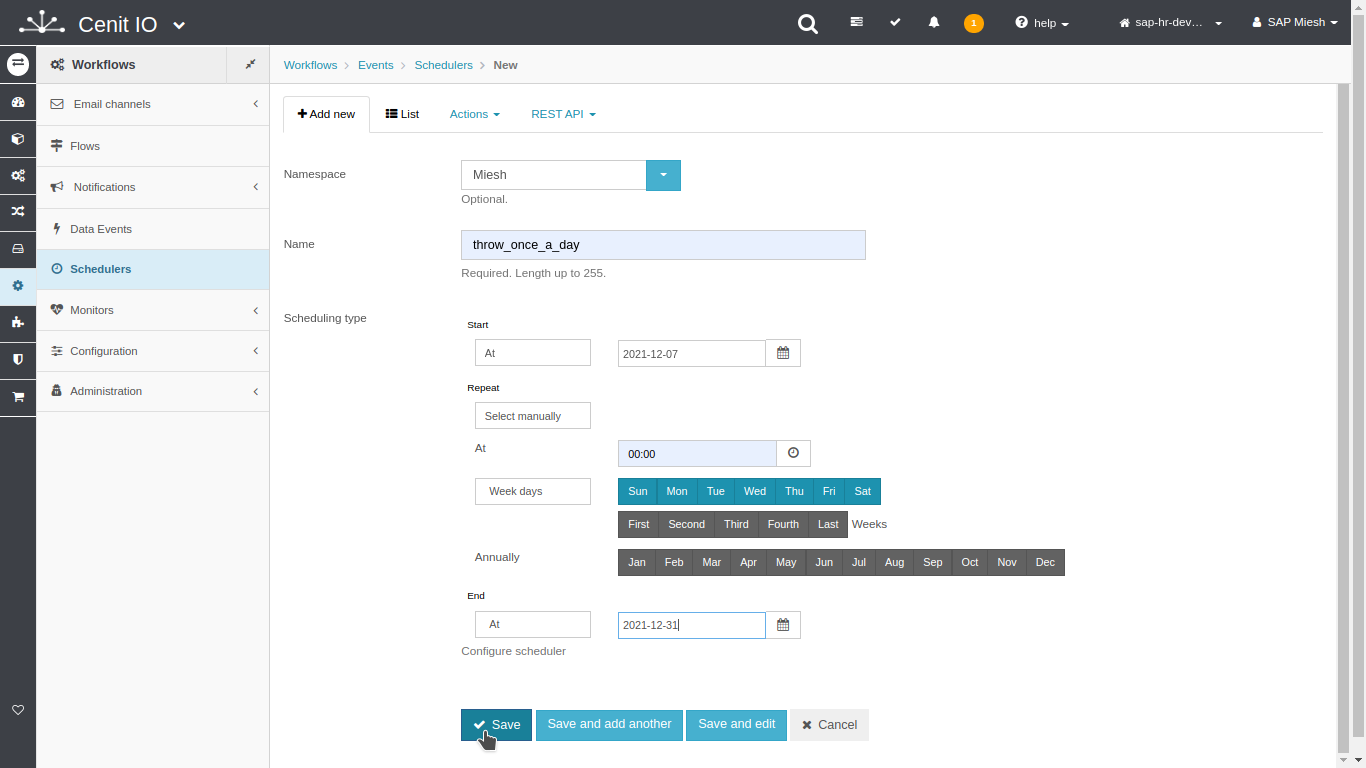 Cenit IO
1
help
sap-hr-dev...
SAP Miesh
Workflows
Email channels
Flows
Notifications
Data Events
Schedulers
Monitors
Configuration
Administration
Workflows > Events > Schedulers > New
Add new
List
Actions
REST API
Namespace
Miesh
Optional.
Name
throw_once_a_day
Required. Length up to 255.
Scheduling type
Start
At
2021-12-07
Repeat
Select manually
At
00:00
Week days
Sun Mon Tue Wed Thu Fri Sat
First Second Third Fourth Last Weeks
Annually
Jan Feb Mar Apr May Jun Jul Aug Sep Oct Nov Dec
End
At
2021-12-31
Configure scheduler
Save
Save and add another
Save and edit
Cancel